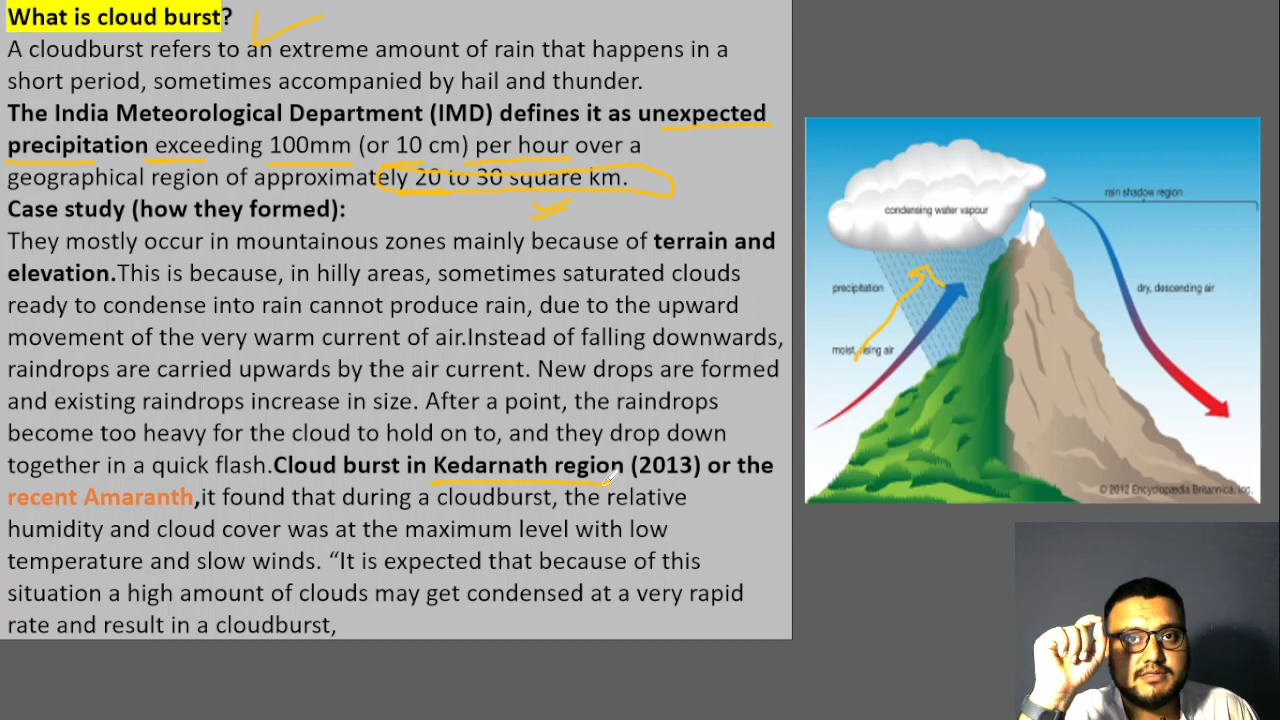 What is cloud burst?
A cloudburst refers to an extreme amount of rain that happens in a
short period, sometimes accompanied by hail and thunder.
The India Meteorological Department (IMD) defines it as unexpected
precipitation exceeding 100mm (or 10 cm) per hour over a
geographical region of approximately 20 to 30 square km.
Case study (how they formed):
They mostly occur in mountainous zones mainly because of terrain and
elevation.This is because, in hilly areas, sometimes saturated clouds
ready to condense into rain cannot produce rain, due to the upward
movement of the very warm current of air.Instead of falling downwards,
raindrops are carried upwards by the air current. New drops are formed
and existing raindrops increase in size. After a point, the raindrops
become too heavy for the cloud to hold on to, and they drop down
together in a quick flash.Cloud burst in Kedarnath region (2013) or the
recent Amaranth,it found that during a cloudburst, the relative
humidity and cloud cover was at the maximum level with low
temperature and slow winds. “It is expected that because of this
situation a high amount of clouds may get condensed at a very rapid
rate and result in a cloudburst,
rain shadow region
condensing water vapour
precipitation
dry, descending air
moist, rising air
© 2012 Encyclopædia Britannica, Inc.